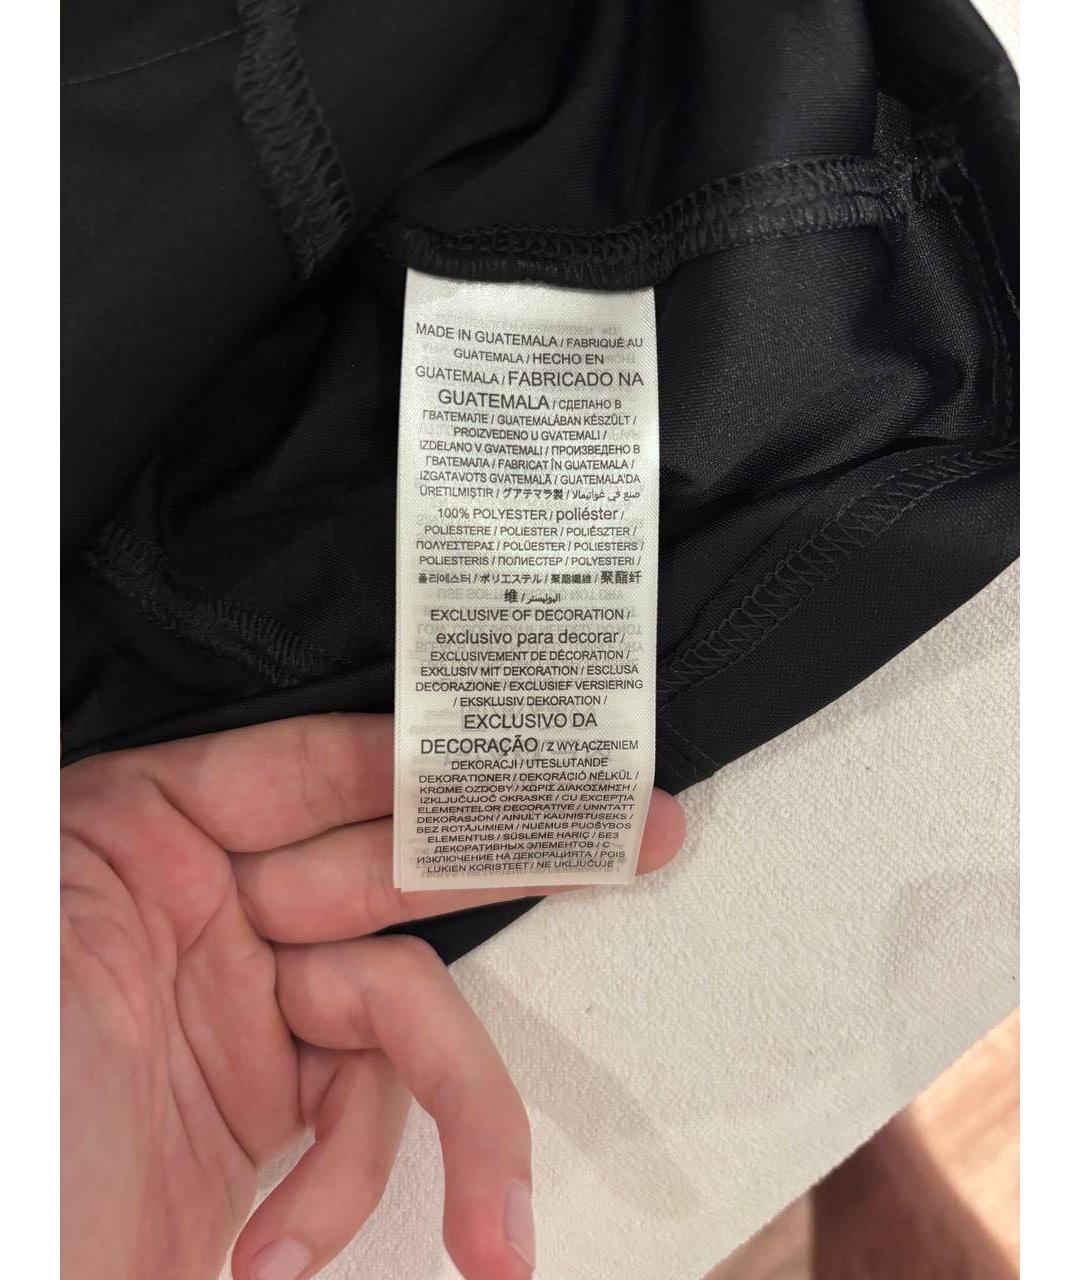 MADE IN GUATEMALA / FABRIQUÉ AU
GUATEMALA / HECHO EN
GUATEMALA / FABRICADO NA
GUATEMALA / СДЕЛАНО В
ГВАТЕМАЛЕ / GUATEMALÁBAN KÉSZÜLT /
PROIZVEDENO U GVATEMALI /
IZDELANO V GVATEMALI / ПРОИЗВЕДЕНО В
ГВАТЕМАЛА / FABRICAT ÎN GUATEMALA /
IZGATAVOTS GVATEMALĀ / GUATEMALA'DA
ÜRETILMIŞTIR / グアテマラ製 / صنع في غواتيمالا
100% POLYESTER / poliéster /
POLIESTERE / POLIESTER / POLIÉSZTER /
ΠΟΛΥΕΣΤΕΡΑΣ / POLÜESTER / POLIESTERS /
POLIESTERIS / ПОЛИЕСТЕР / POLYESTERI /
폴리에스터 / ポリエステル / 聚酯纖維 / 聚酯纤
维 / البوليستر
EXCLUSIVE OF DECORATION /
exclusivo para decorar /
EXCLUSIVEMENT DE DÉCORATION /
EXKLUSIV MIT DEKORATION / ESCLUSA
DECORAZIONE / EXCLUSIEF VERSIERING
/ EKSKLUSIV DEKORATION /
EXCLUSIVO DA
DECORAÇÃO / Z WYŁĄCZENIEM
DEKORACJI / UTESLUTANDE
DEKORATIONER / DEKORÁCIÓ NÉLKÜL /
KROME OZDOBY / ΧΩΡΙΣ ΔΙΑΚΟΣΜΗΣΗ /
IZKLJUČUJOČ OKRASKE / CU EXCEPŢIA
ELEMENTELOR DECORATIVE / UNNTATT
DEKORASJON / AINULT KAUNISTUSEKS /
BEZ ROTĀJUMIEM / NUĖMUS PUOŠYBOS
ELEMENTUS / SÜSLEME HARIÇ / БЕЗ
ДЕКОРАТИВНЫХ ЭЛЕМЕНТОВ / С
ИЗКЛЮЧЕНИЕ НА ДЕКОРАЦИЯТА / POIS
LUKIEN KORISTEET / NE UKLJUČUJE